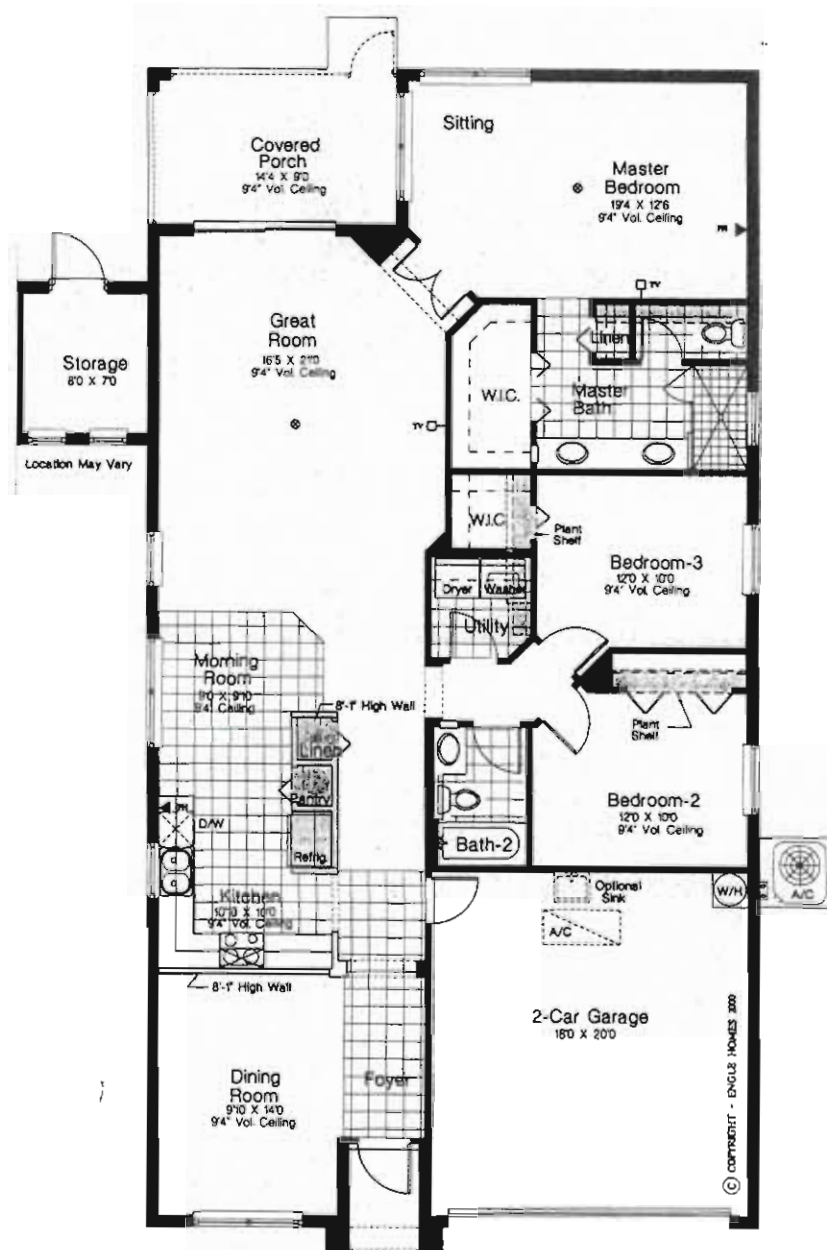 Sitting
Covered
Porch
14'4 X 9'0
9'4" Vol. Ceiling
Master
Bedroom
19'4 X 12'6
9'4" Vol. Ceiling
PH
TV
Great
Room
16'5 X 21'0
9'4" Vol. Ceiling
Storage
8'0 X 7'0
Location May Vary
Linen
W.I.C.
Master
Bath
TV
W.I.C.
Plant
Shelf
Bedroom-3
12'0 X 10'0
9'4" Vol. Ceiling
Dryer
Washer
Utility
Morning
Room
9'0 X 9'10
9'4" Ceiling
8'-1" High Wall
Linen
Plant
Shelf
Pantry
PH
D/W
Bedroom-2
12'0 X 10'0
9'4" Vol. Ceiling
Refrig.
Bath-2
Kitchen
10'10 X 10'0
9'4" Vol. Ceiling
Optional
Sink
W/H
A/C
A/C
8'-1" High Wall
2-Car Garage
18'0 X 20'0
Dining
Room
9'10 X 14'0
9'4" Vol. Ceiling
Foyer
© COPYRIGHT - ENGLE HOMES 2000